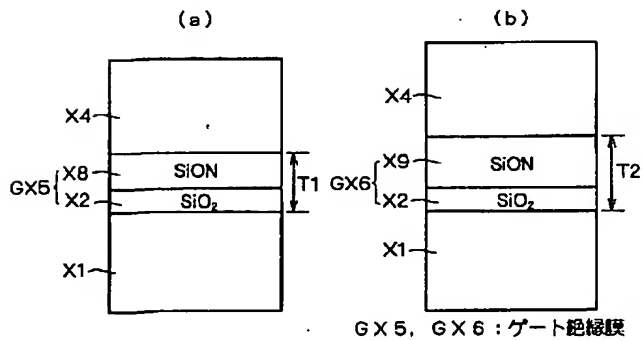 (a)
X4
X8
SiON
GX5
T1
X2
SiO₂
X1
(b)
X4
X9
SiON
GX6
T2
X2
SiO₂
X1
GX5, GX6:ゲート絶縁膜